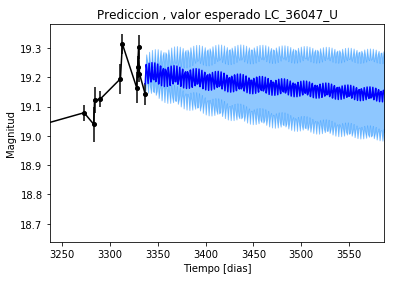 Prediccion , valor esperado LC_36047_U
Magnitud
19.3
19.2
19.1
19.0
18.9
18.8
18.7
3250 3300 3350 3400 3450 3500 3550
Tiempo [dias]